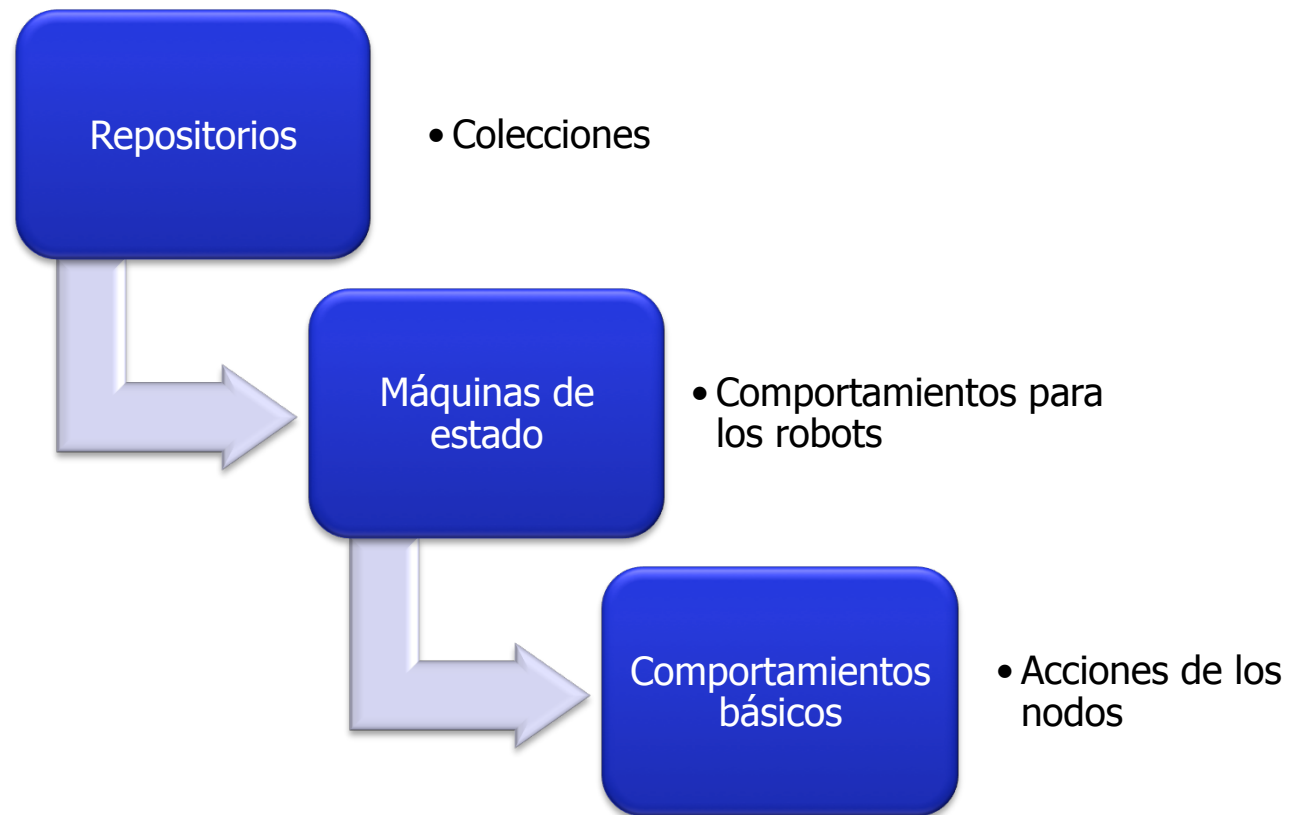 Repositorios
• Colecciones
Máquinas de
estado
• Comportamientos para
los robots
Comportamientos
básicos
• Acciones de los
nodos